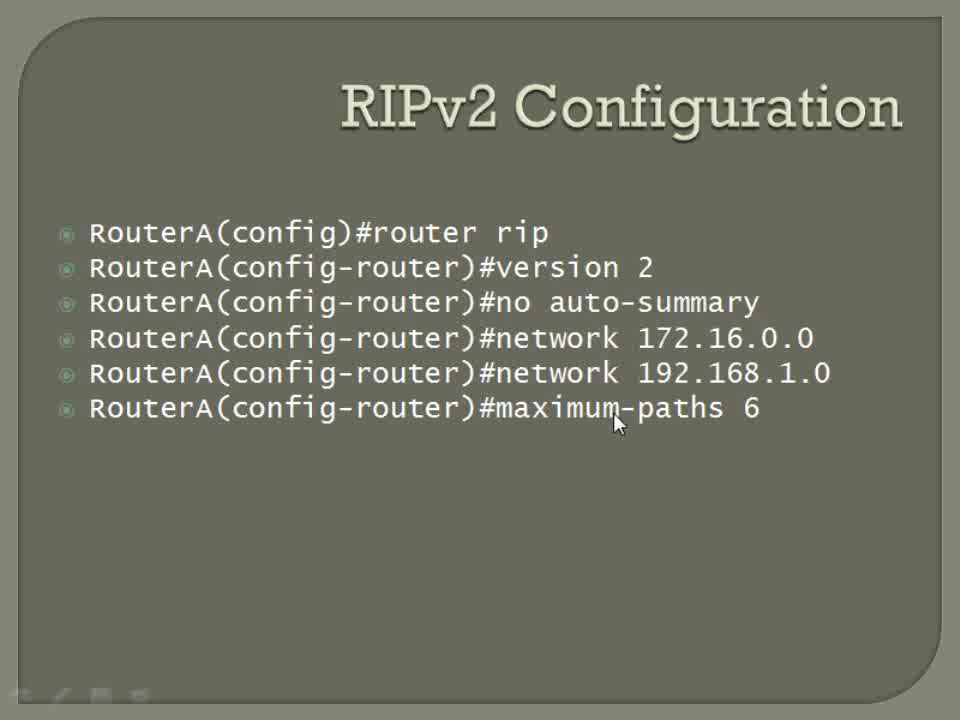 RIPv2 Configuration
RouterA(config)#router rip
RouterA(config-router)#version 2
RouterA(config-router)#no auto-summary
RouterA(config-router)#network 172.16.0.0
RouterA(config-router)#network 192.168.1.0
RouterA(config-router)#maximum-paths 6